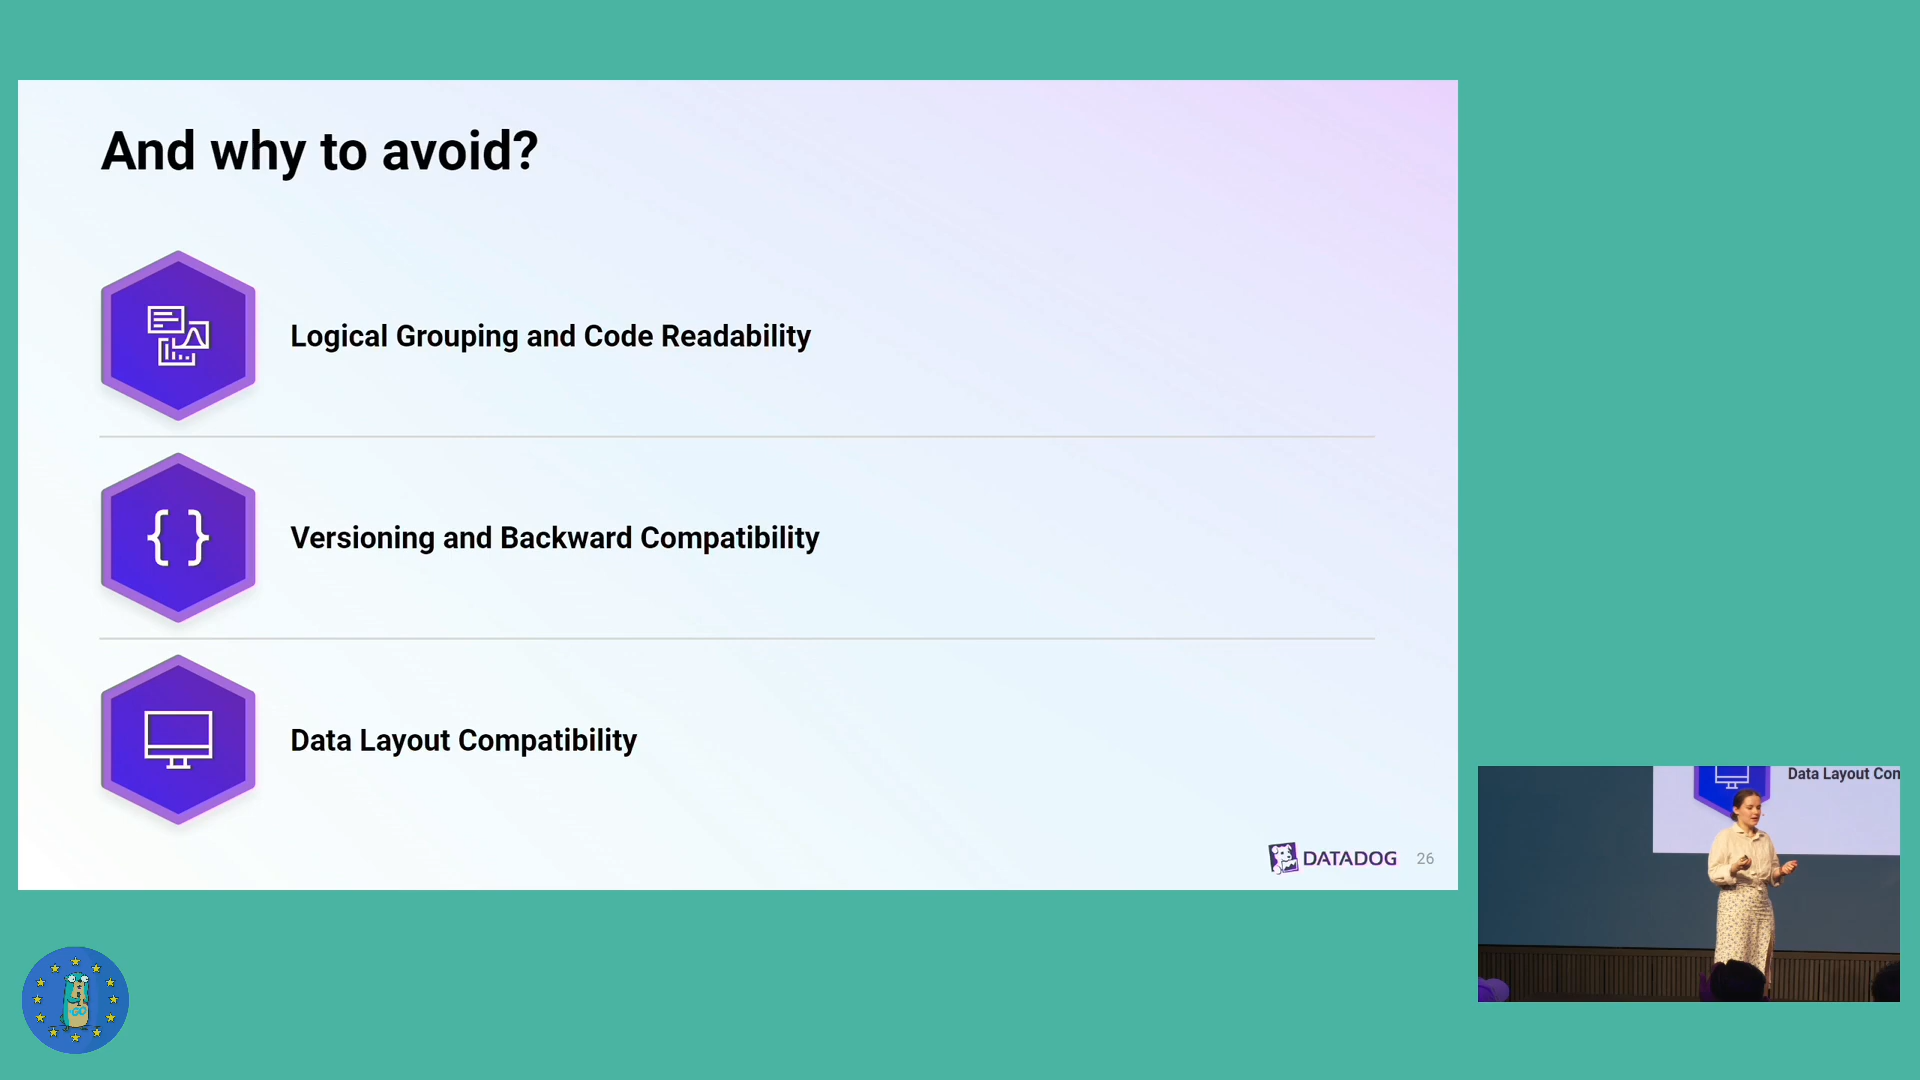 And why to avoid?
Logical Grouping and Code Readability
Versioning and Backward Compatibility
Data Layout Compatibility
DATADOG
26
Data Layout Con
GO